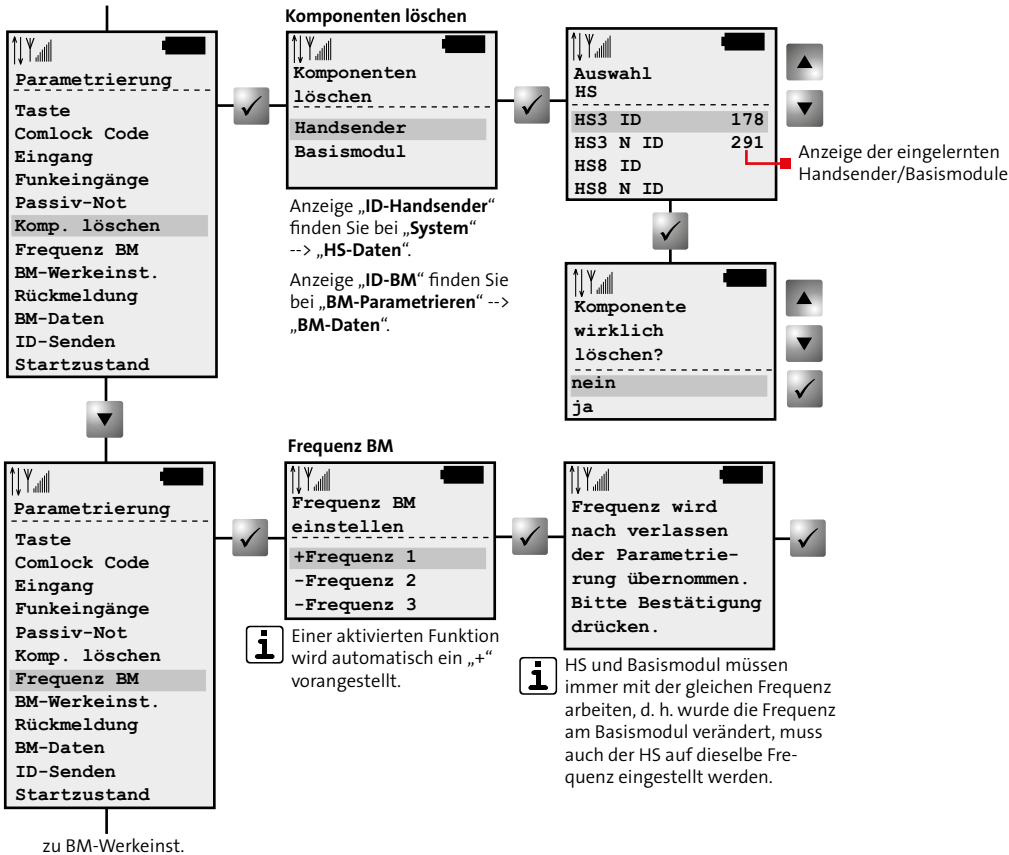 Parametrierung
Taste
Comlock Code
Eingang
Funkeingänge
Passiv-Not
Komp. löschen
Frequenz BM
BM-Werkeinst.
Rückmeldung
BM-Daten
ID-Senden
Startzustand
Komponenten löschen
Komponenten
löschen
Handsender
Basismodul
Anzeige „ID-Handsender“
finden Sie bei „System“
--> „HS-Daten“.
Anzeige „ID-BM“ finden Sie
bei „BM-Parametrieren“ -->
„BM-Daten“.
Auswahl
HS
HS3 ID 178
HS3 N ID 291
HS8 ID
HS8 N ID
Anzeige der eingelernten
Handsender/Basismodule
Komponente
wirklich
löschen?
nein
ja
Parametrierung
Taste
Comlock Code
Eingang
Funkeingänge
Passiv-Not
Komp. löschen
Frequenz BM
BM-Werkeinst.
Rückmeldung
BM-Daten
ID-Senden
Startzustand
zu BM-Werkeinst.
Frequenz BM
Frequenz BM
einstellen
+Frequenz 1
-Frequenz 2
-Frequenz 3
i Einer aktivierten Funktion
wird automatisch ein „+“
vorangestellt.
Frequenz wird
nach verlassen
der Parametrie-
rung übernommen.
Bitte Bestätigung
drücken.
i HS und Basismodul müssen
immer mit der gleichen Frequenz
arbeiten, d. h. wurde die Frequenz
am Basismodul verändert, muss
auch der HS auf dieselbe Fre-
quenz eingestellt werden.